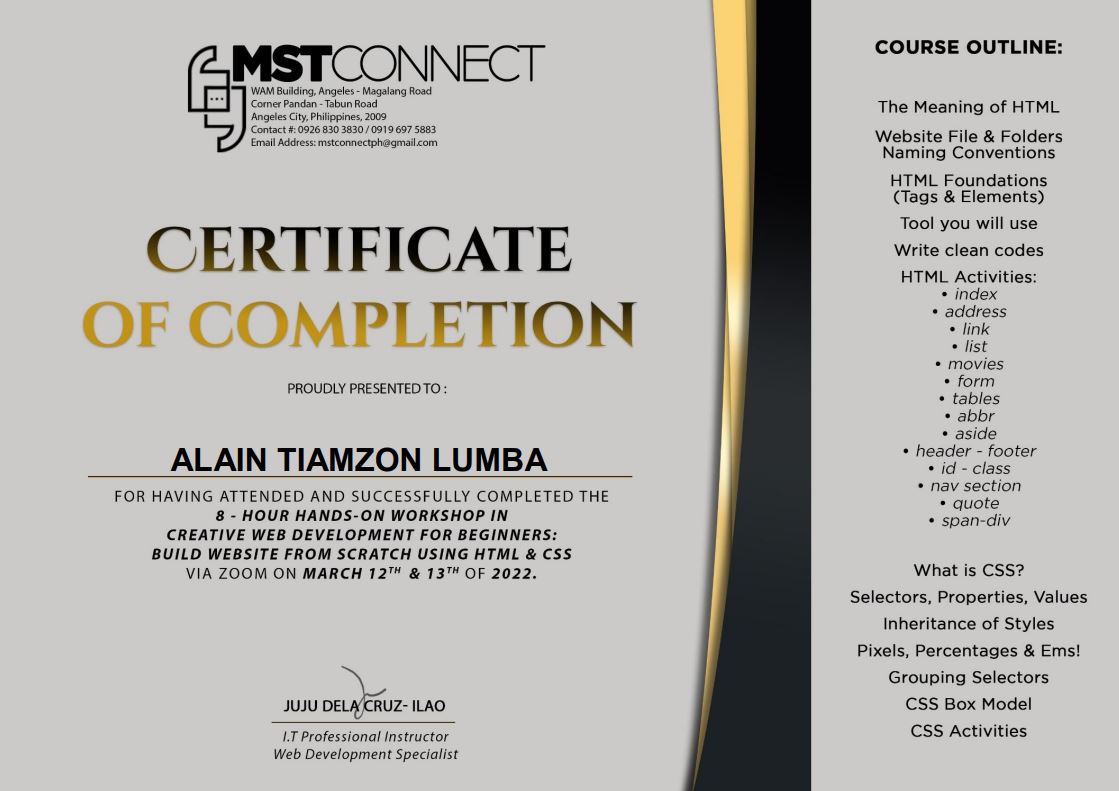 MSTCONNECT
WAM Building, Angeles - Magalang Road
Corner Pandan - Tabun Road
Angeles City, Philippines, 2009
Contact #: 0926 830 3830 / 0919 697 5883
Email Address: mstconnectph@gmail.com
CERTIFICATE
OF COMPLETION
PROUDLY PRESENTED TO :
ALAIN TIAMZON LUMBA
FOR HAVING ATTENDED AND SUCCESSFULLY COMPLETED THE
8 - HOUR HANDS-ON WORKSHOP IN
CREATIVE WEB DEVELOPMENT FOR BEGINNERS:
BUILD WEBSITE FROM SCRATCH USING HTML & CSS
VIA ZOOM ON MARCH 12TH & 13TH OF 2022.
JUJU DELA CRUZ- ILAO
I.T Professional Instructor
Web Development Specialist
COURSE OUTLINE:
The Meaning of HTML
Website File & Folders
Naming Conventions
HTML Foundations
(Tags & Elements)
Tool you will use
Write clean codes
HTML Activities:
• index
• address
• link
• list
• movies
• form
• tables
• abbr
• aside
• header - footer
• id - class
• nav section
• quote
• span-div
What is CSS?
Selectors, Properties, Values
Inheritance of Styles
Pixels, Percentages & Ems!
Grouping Selectors
CSS Box Model
CSS Activities